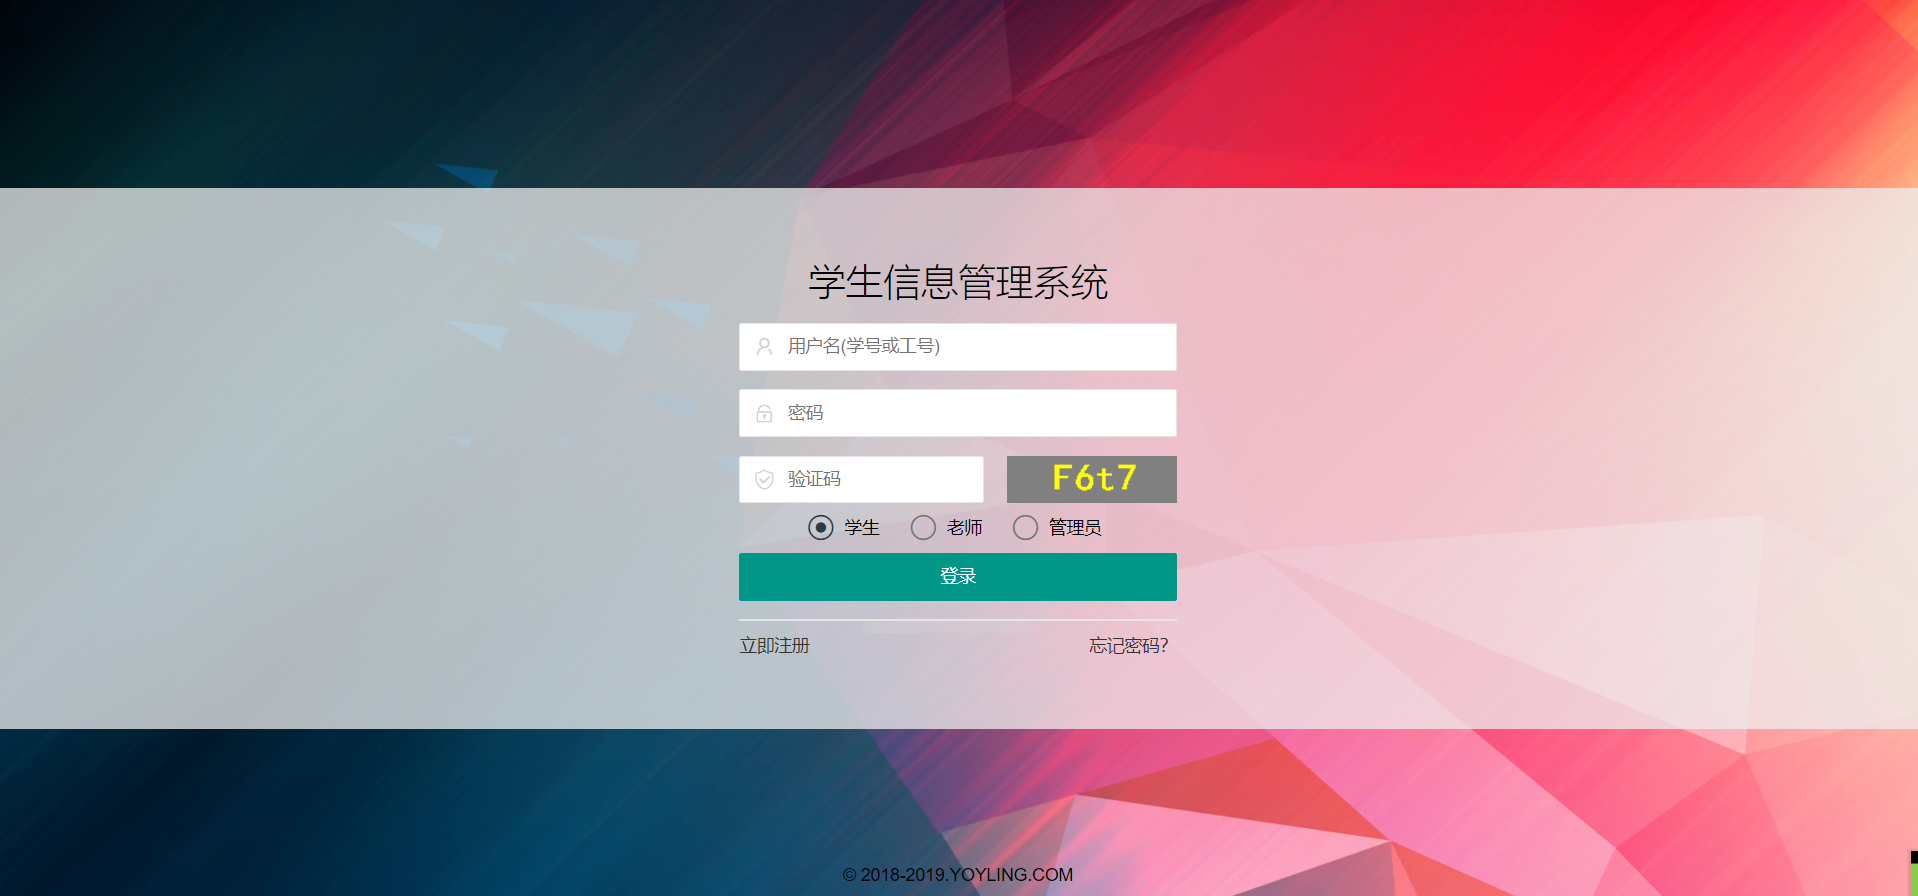 学生信息管理系统
用户名(学号或工号)
密码
验证码 F6t7
学生 老师 管理员
登录
立即注册 忘记密码?
© 2018-2019.YOYLING.COM